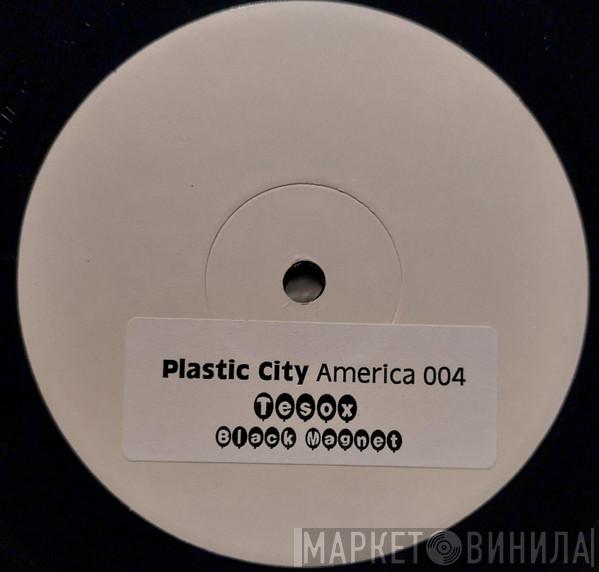 Plastic City America 004
Tesox
Black Magnet
МАРКЕТ ВИНИЛА